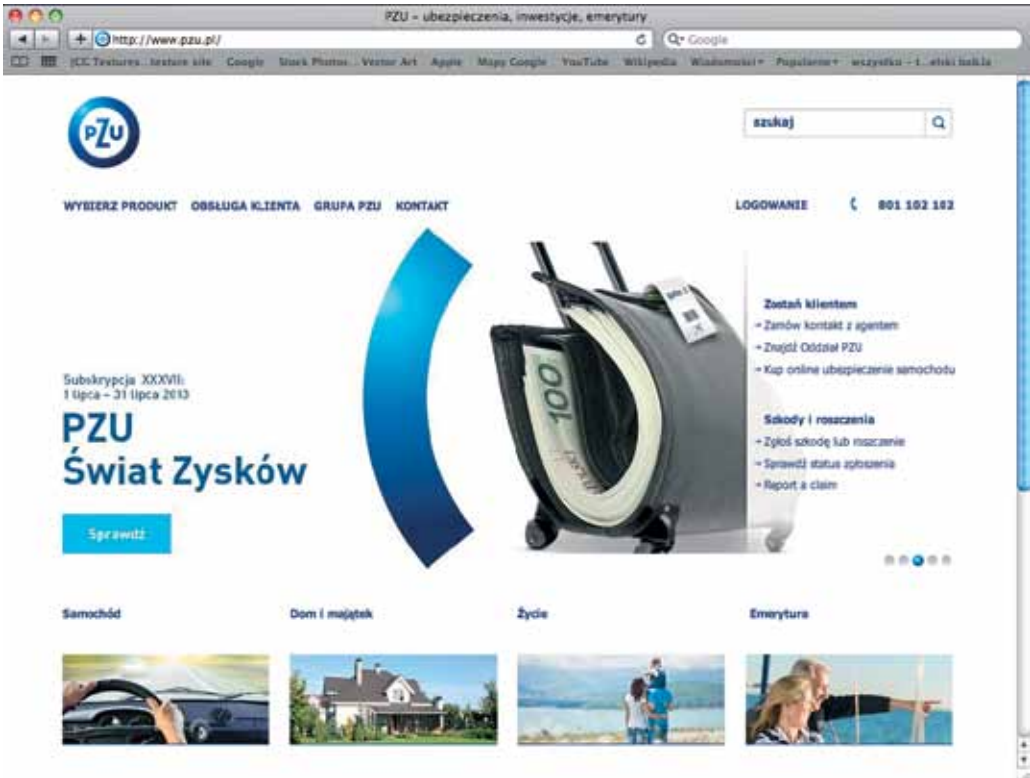 PZU – ubezpieczenia, inwestycje, emerytury
http://www.pzu.pl/
Google
Google Stock Photos... Vector Art Apple Mapy Google YouTube Wikipedia Wiadomości Popularne
PZU
szukaj
WYBIERZ PRODUKT OBSŁUGA KLIENTA GRUPA PZU KONTAKT
LOGOWANIE 801 102 102
Subskrypcja XXXVII:
1 lipca – 31 lipca 2013
PZU
Świat Zysków
Sprawdź
100
Zostań klientem
Zamów kontakt z agentem
Znajdź Oddział PZU
Kup online ubezpieczenie samochodu
Szkody i roszczenia
Zgłoś szkodę lub roszczenie
Sprawdź status zgłoszenia
Report a claim
Samochód
Dom i majątek
Życie
Emerytura